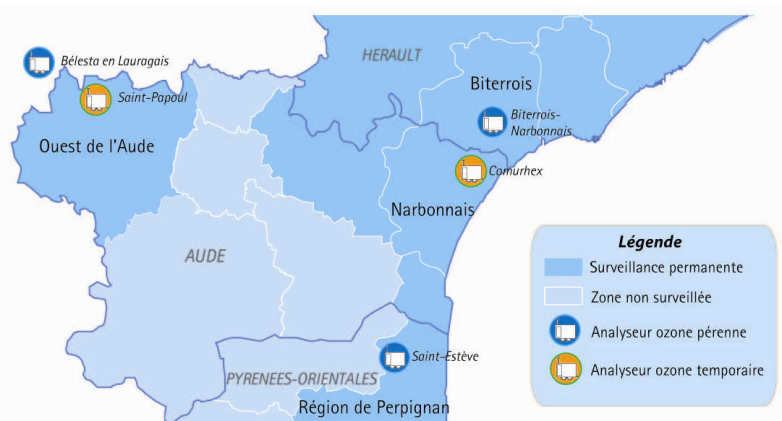 HERAULT
Bélesta en Lauragais
Biterrois
Saint-Papoul
Biterrois-
Narbonnais
Ouest de l'Aude
Comurhex
Narbonnais
Légende
AUDE
Surveillance permanente
Zone non surveillée
Analyseur ozone pérenne
Saint-Estève
Analyseur ozone temporaire
PYRENEES-ORIENTALES
Région de Perpignan